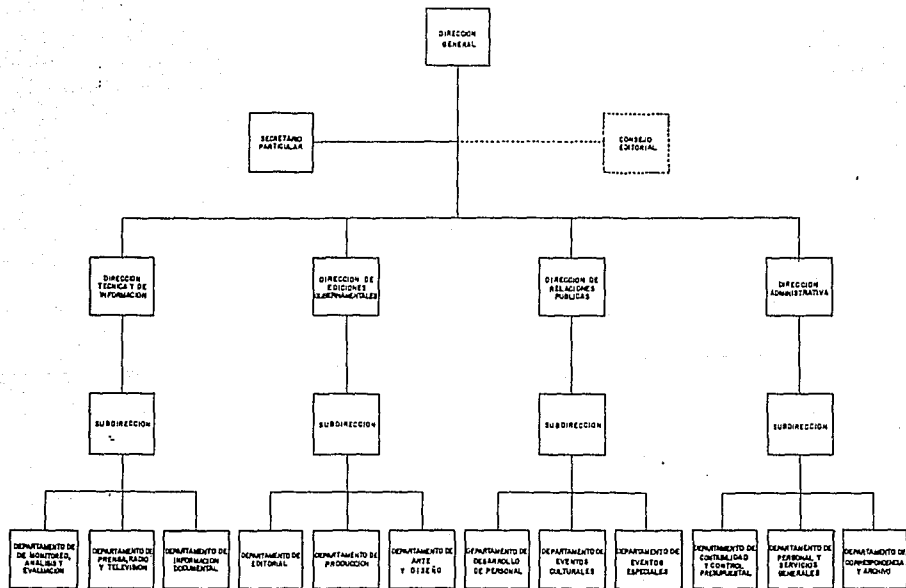 DIRECCION
GENERAL
SECRETARIO
PARTICULAR
CONSEJO
EDITORIAL
DIRECCION
TECNICA Y DE
INFORMACION
DIRECCION DE
EDICIONES
GUBERNAMENTALES
DIRECCION DE
RELACIONES
PUBLICAS
DIRECCION
ADMINISTRATIVA
SUBDIRECCION
SUBDIRECCION
SUBDIRECCION
SUBDIRECCION
DEPARTAMENTO DE
DE MONITOREO,
ANALISIS Y
EVALUACION
DEPARTAMENTO DE
PRENSA, RADIO
Y TELEVISION
DEPARTAMENTO DE
INFORMACION
DOCUMENTAL
DEPARTAMENTO DE
EDITORIAL
DEPARTAMENTO DE
PRODUCCION
DEPARTAMENTO DE
ARTE
Y DISEÑO
DEPARTAMENTO DE
DESARROLLO
DE PERSONAL
DEPARTAMENTO DE
EVENTOS
CULTURALES
DEPARTAMENTO DE
EVENTOS
ESPECIALES
DEPARTAMENTO DE
CONTABILIDAD
Y CONTROL
PRESUPUESTAL
DEPARTAMENTO DE
PERSONAL Y
SERVICIOS
GENERALES
DEPARTAMENTO DE
CORRESPONDENCIA
Y ARCHIVO